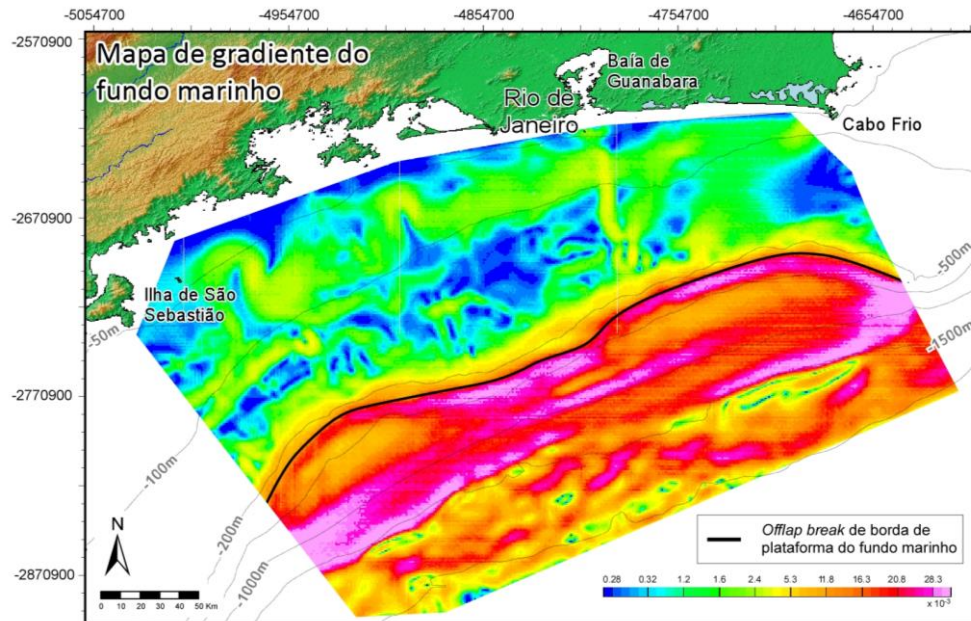 -5054700 -4954700 -4854700 -4754700 -4654700
-2570900
Mapa de gradiente do
fundo marinho
Baía de
Guanabara
Rio de
Janeiro
Cabo Frio
-2670900
Ilha de São
Sebastião
-50m
-500m
-1500m
-2770900
-100m
-200m
-1000m
N
Offlap break de borda de
plataforma do fundo marinho
-2870900
0 10 20 30 40 50 Km
0.28 0.32 1.2 1.6 2.4 5.3 11.8 16.3 20.8 28.3
x 10-³